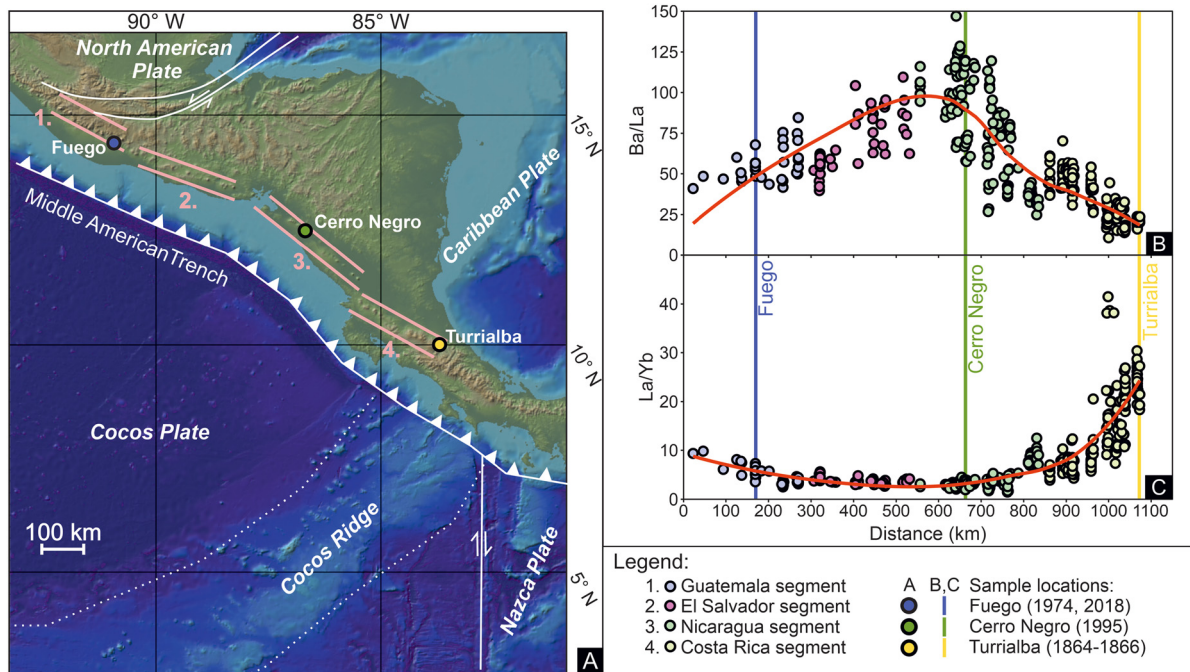 90° W
85° W
North American
Plate
15° N
1.
Fuego
2.
Cerro Negro
Caribbean Plate
Middle American Trench
3.
Turrialba
4.
10° N
Cocos Plate
100 km
Cocos Ridge
Nazca Plate
5° N
A
150
125
100
75
50
25
0
Ba/La
B
Fuego
Cerro Negro
Turrialba
40
30
20
10
0
La/Yb
C
0 100 200 300 400 500 600 700 800 900 1000 1100
Distance (km)
Legend:
1. Guatemala segment
2. El Salvador segment
3. Nicaragua segment
4. Costa Rica segment
A B,C Sample locations:
Fuego (1974, 2018)
Cerro Negro (1995)
Turrialba (1864-1866)